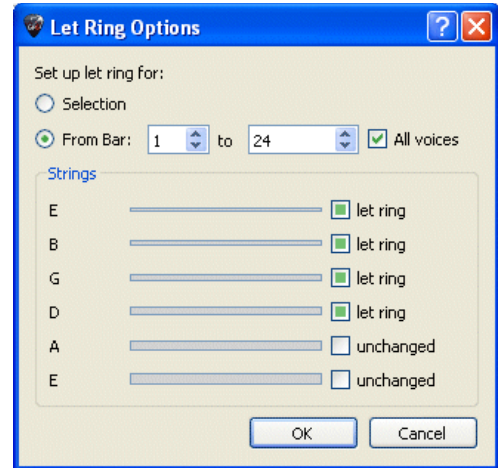 Let Ring Options
Set up let ring for:
Selection
From Bar: 1 to 24 All voices
Strings
E let ring
B let ring
G let ring
D let ring
A unchanged
E unchanged
OK Cancel